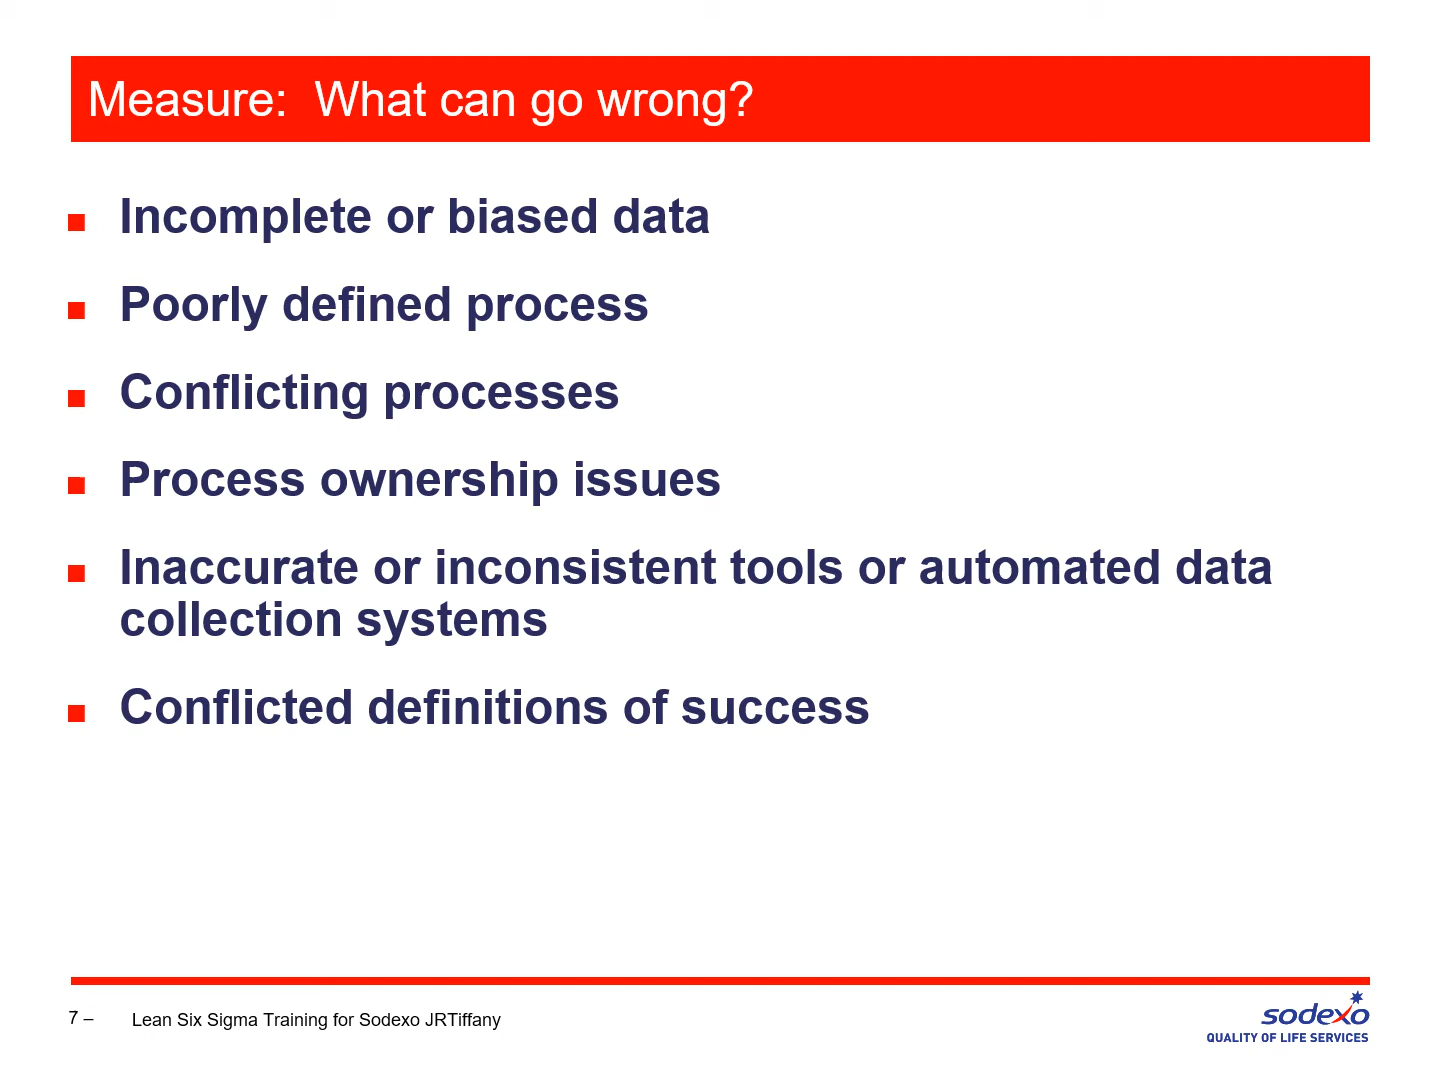 Measure:  What can go wrong?
Incomplete or biased data
Poorly defined process
Conflicting processes
Process ownership issues
Inaccurate or inconsistent tools or automated data
collection systems
Conflicted definitions of success
7 –
Lean Six Sigma Training for Sodexo JRTiffany
sodexo
QUALITY OF LIFE SERVICES